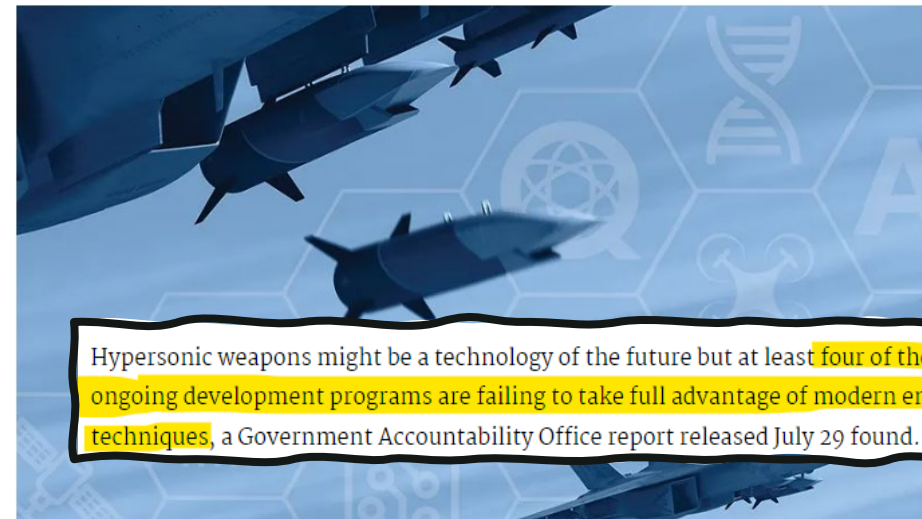 Hypersonic weapons might be a technology of the future but at least four of the
ongoing development programs are failing to take full advantage of modern
techniques, a Government Accountability Office report released July 29 found.